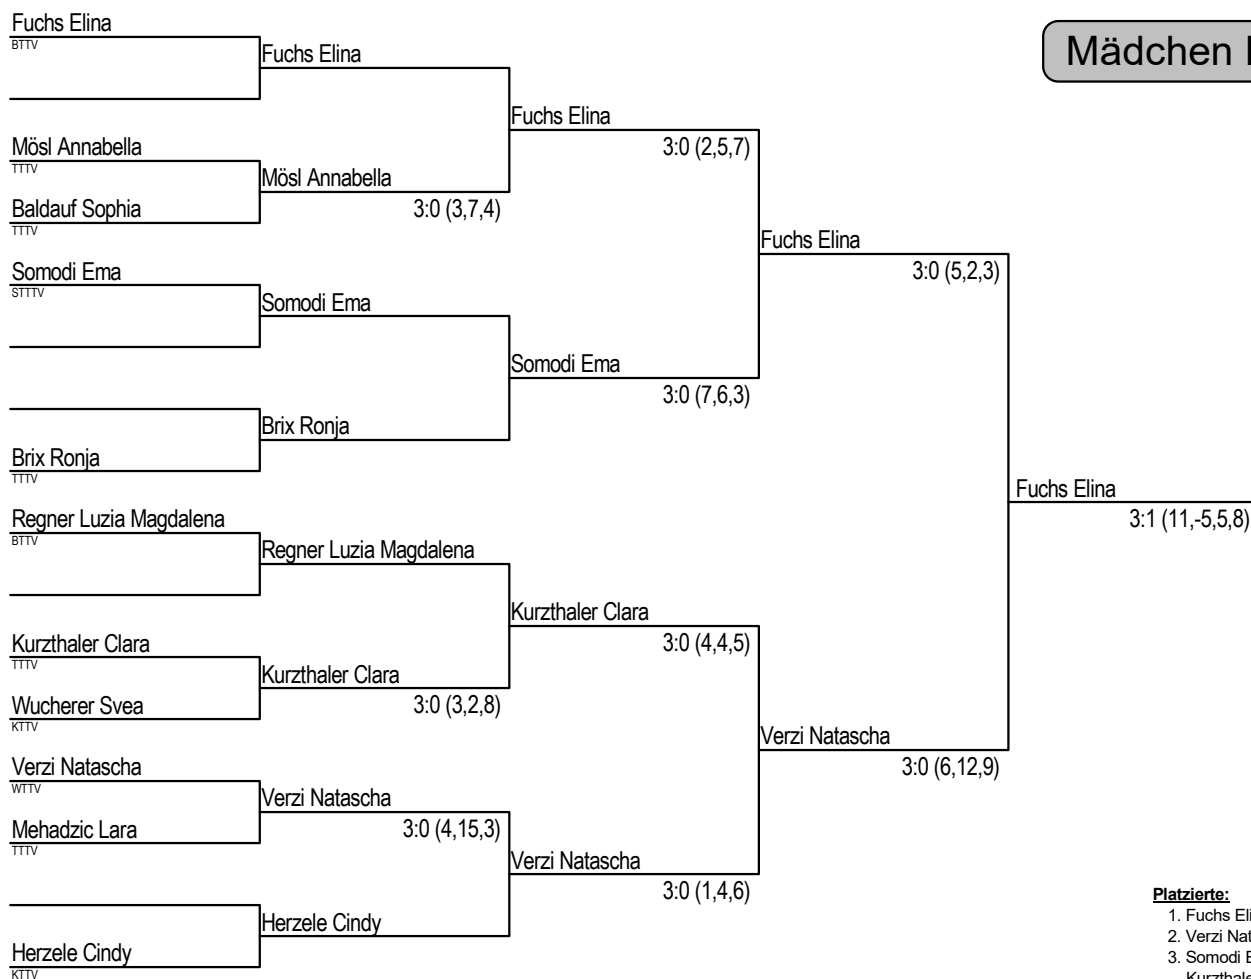 Fuchs Elina
BTTV
Mösl Annabella
TTTV
Baldauf Sophia
TTTV
Somodi Ema
STTTV
Brix Ronja
TTTV
Regner Luzia Magdalena
BTTV
Kurzthaler Clara
TTTV
Wucherer Svea
KTTV
Verzi Natascha
WTTV
Mehadzic Lara
TTTV
Herzele Cindy
KTTV
Fuchs Elina
Mösl Annabella
3:0 (3,7,4)
Somodi Ema
Brix Ronja
Regner Luzia Magdalena
Kurzthaler Clara
3:0 (3,2,8)
Verzi Natascha
3:0 (4,15,3)
Herzele Cindy
Fuchs Elina
3:0 (2,5,7)
Somodi Ema
3:0 (7,6,3)
Kurzthaler Clara
3:0 (4,4,5)
Verzi Natascha
3:0 (1,4,6)
Fuchs Elina
3:0 (5,2,3)
Verzi Natascha
3:0 (6,12,9)
Fuchs Elina
3:1 (11,-5,5,8)
Mädchen
Platzierte:
1. Fuchs Eli
2. Verzi Nat
3. Somodi
Kurzthale